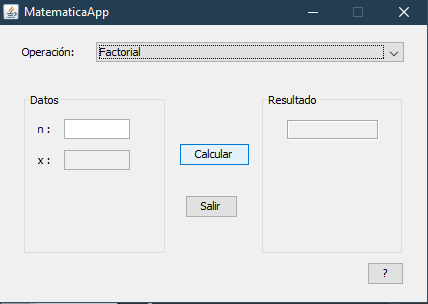 MatematicaApp
Operación: Factorial
Datos
Resultado
n :
x :
Calcular
Salir
?